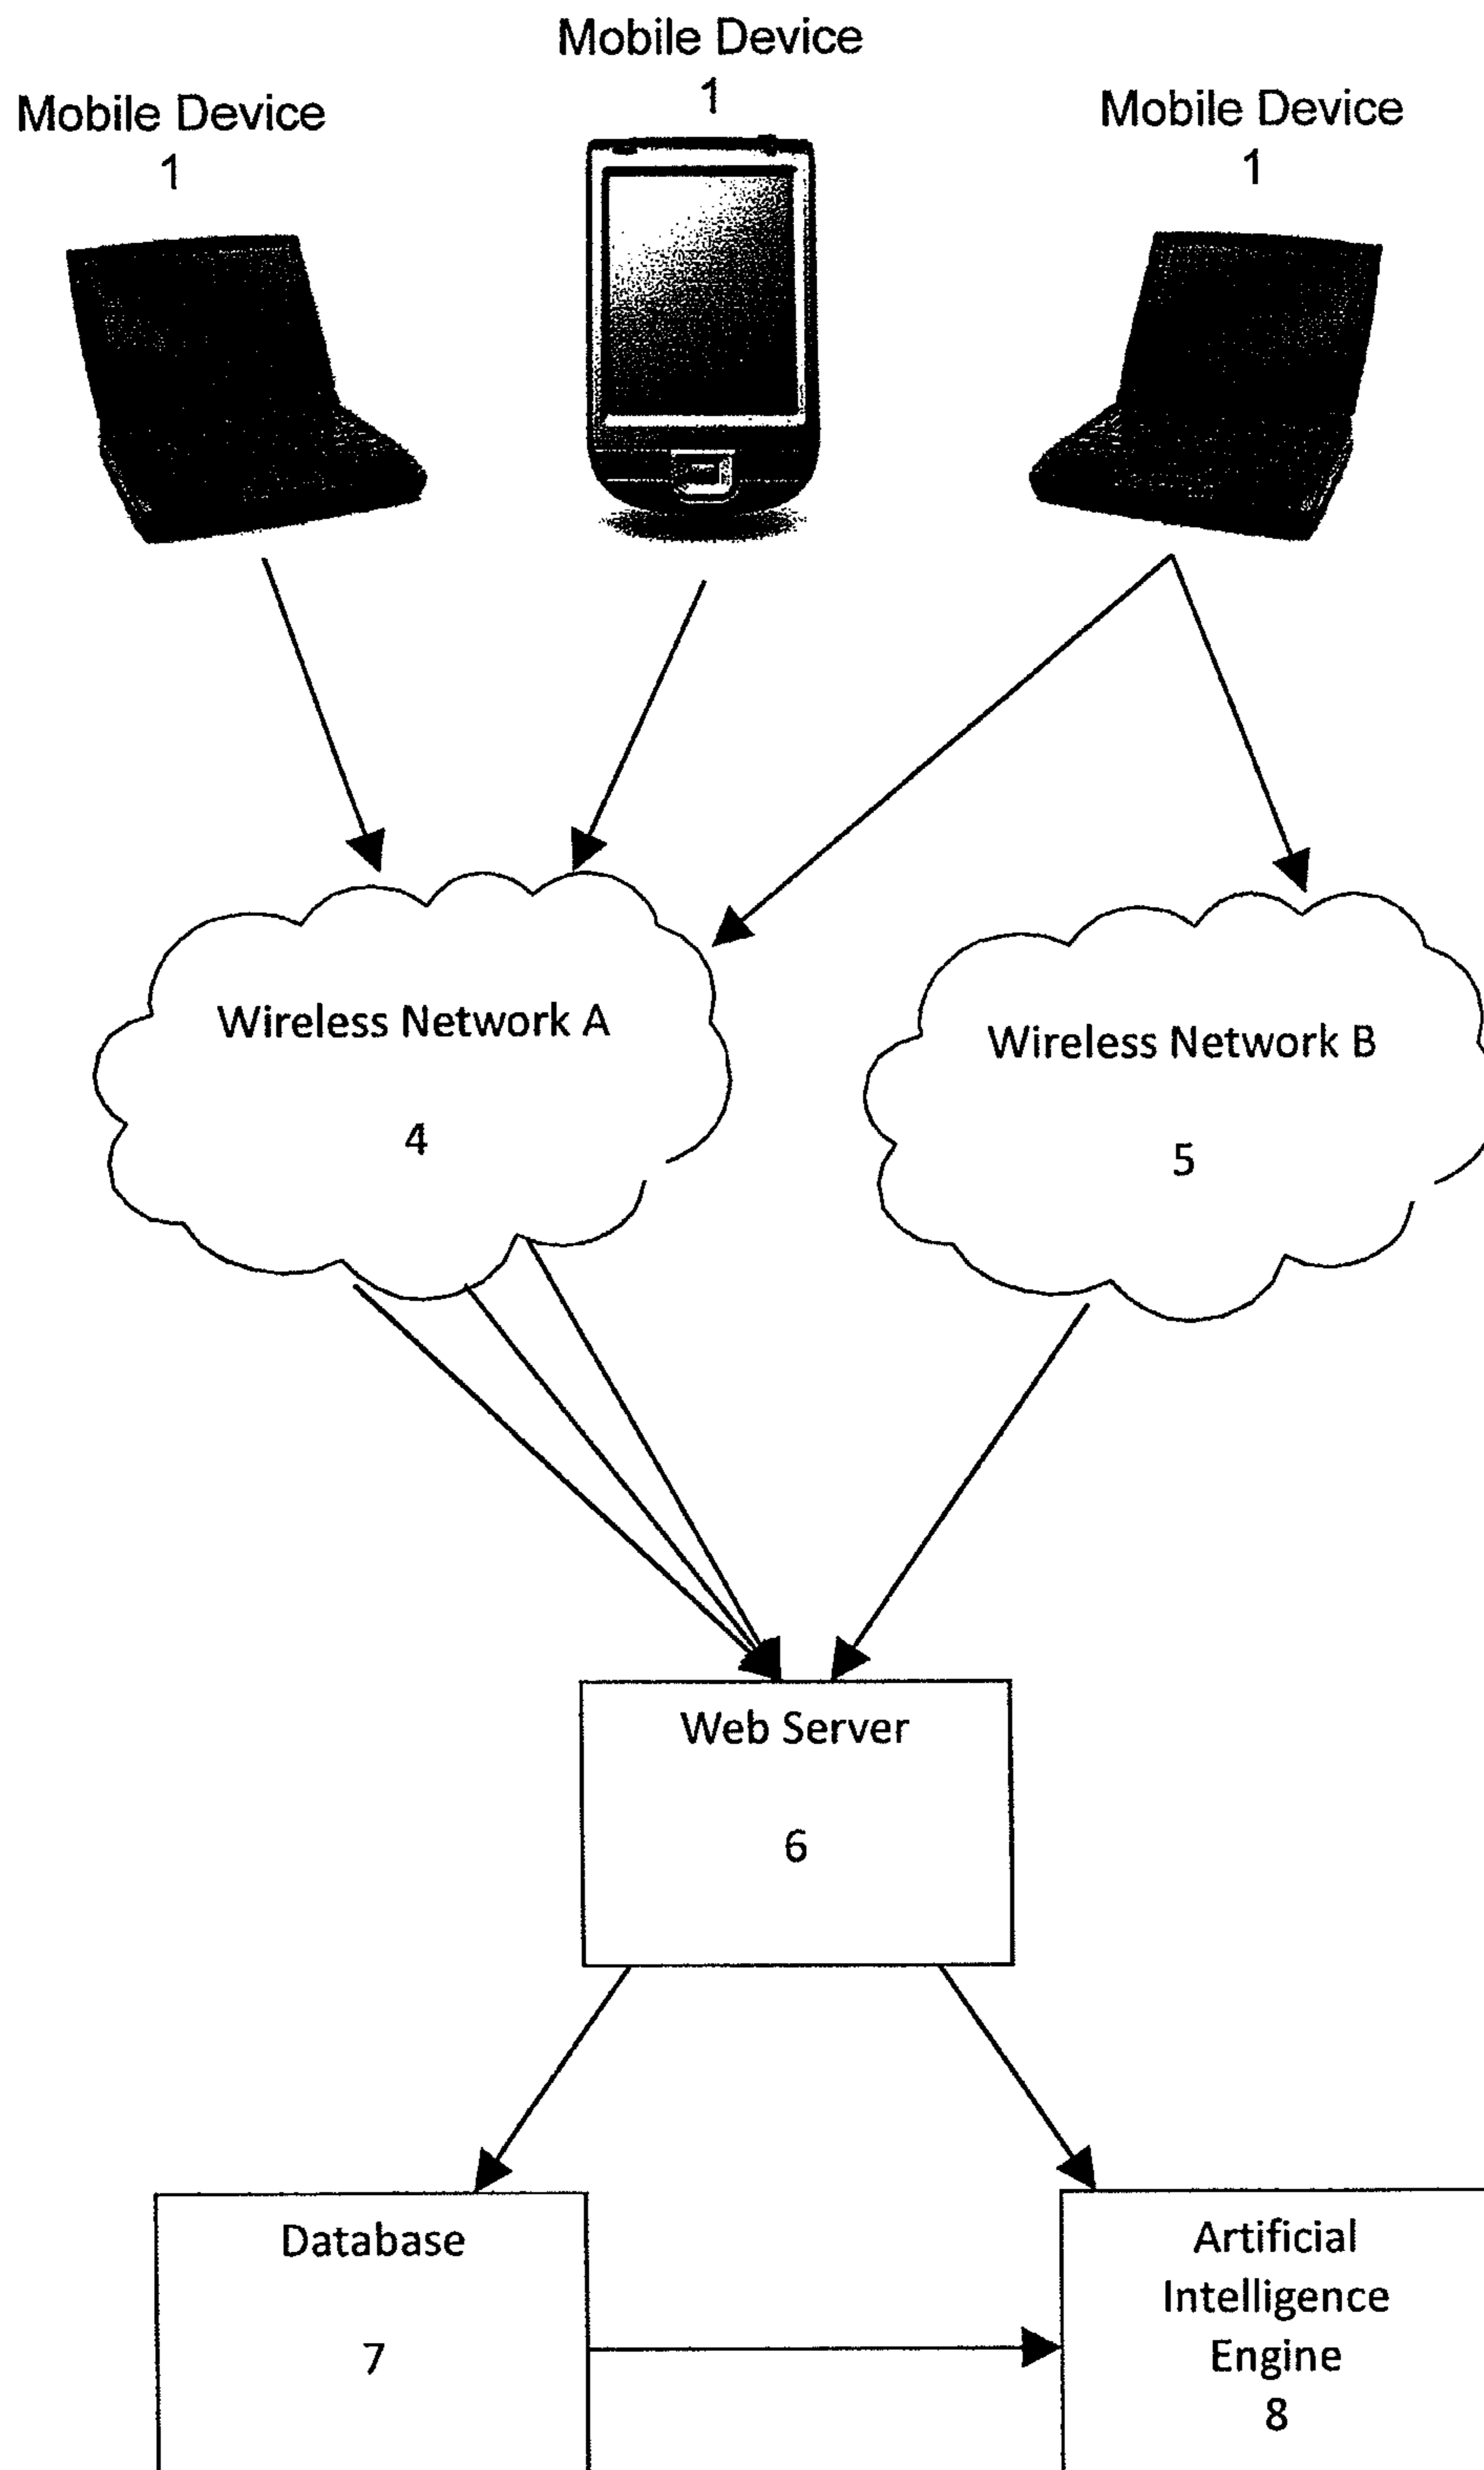 Mobile Device
1
Mobile Device
1
Mobile Device
1
Wireless Network A
4
Wireless Network B
5
Web Server
6
Database
7
Artificial
Intelligence
Engine
8